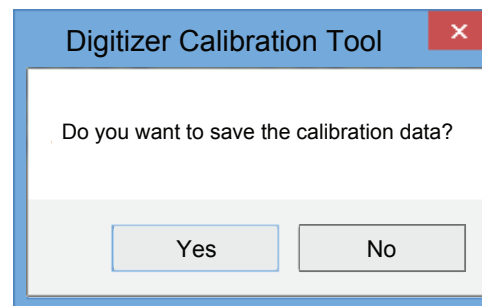 Digitizer Calibration Tool
Do you want to save the calibration data?
Yes No